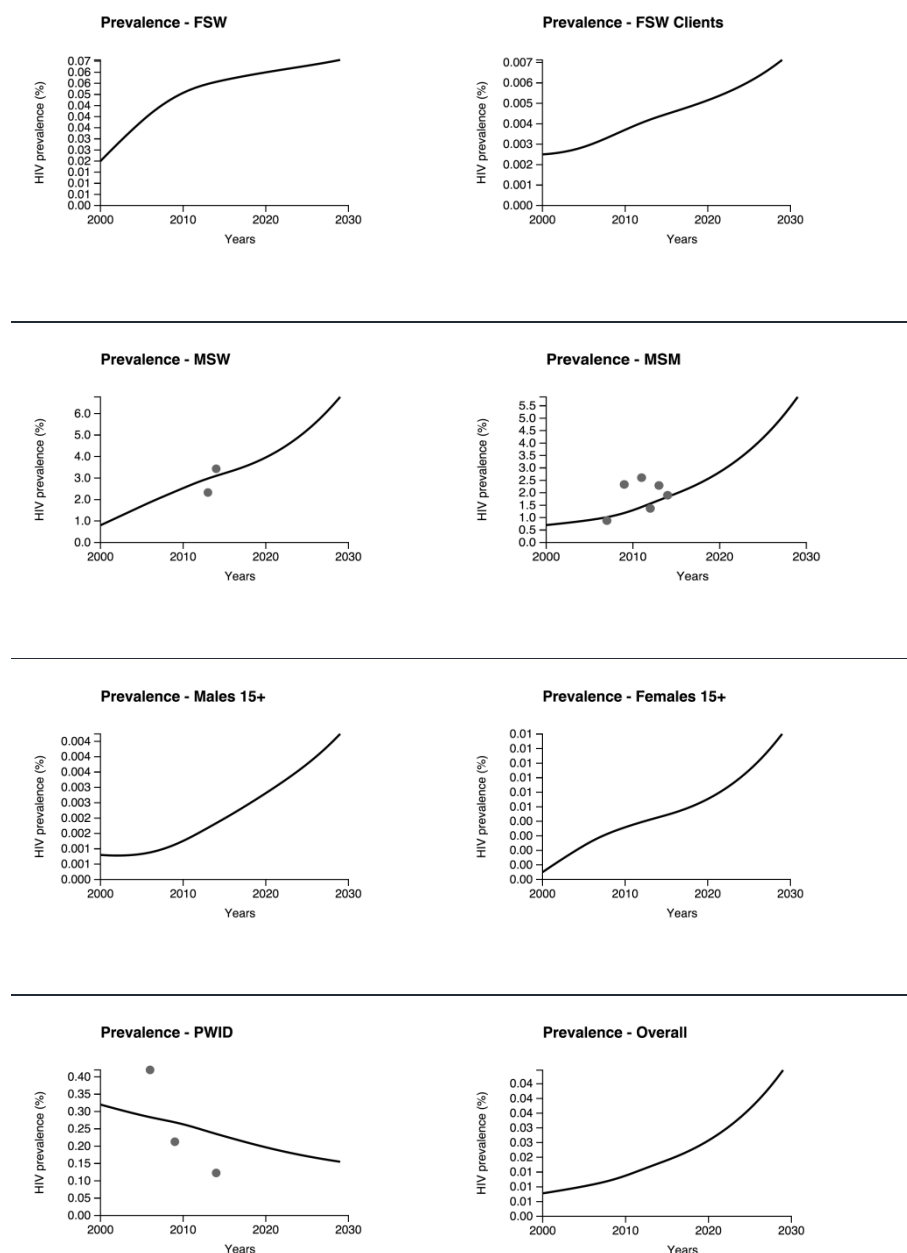 Prevalence - FSW
0.07
0.06
0.06
0.05
0.04
0.04
0.03
0.03
0.02
0.01
0.01
0.01
0.00
HIV prevalence (%)
2000 2010 2020 2030
Years
Prevalence - FSW Clients
0.007
0.006
0.005
0.004
0.003
0.002
0.001
0.000
HIV prevalence (%)
2000 2010 2020 2030
Years
Prevalence - MSW
6.0
5.0
4.0
3.0
2.0
1.0
0.0
HIV prevalence (%)
2000 2010 2020 2030
Years
Prevalence - MSM
5.5
5.0
4.5
4.0
3.5
3.0
2.5
2.0
1.5
1.0
0.5
0.0
HIV prevalence (%)
2000 2010 2020 2030
Years
Prevalence - Males 15+
0.004
0.004
0.004
0.003
0.003
0.002
0.002
0.001
0.001
0.000
HIV prevalence (%)
2000 2010 2020 2030
Years
Prevalence - Females 15+
0.01
0.01
0.01
0.01
0.01
0.01
0.00
0.00
0.00
0.00
0.00
HIV prevalence (%)
2000 2010 2020 2030
Years
Prevalence - PWID
0.40
0.35
0.30
0.25
0.20
0.15
0.10
0.05
0.00
HIV prevalence (%)
2000 2010 2020 2030
Years
Prevalence - Overall
0.04
0.04
0.04
0.03
0.03
0.02
0.01
0.01
0.01
0.00
HIV prevalence (%)
2000 2010 2020 2030
Years